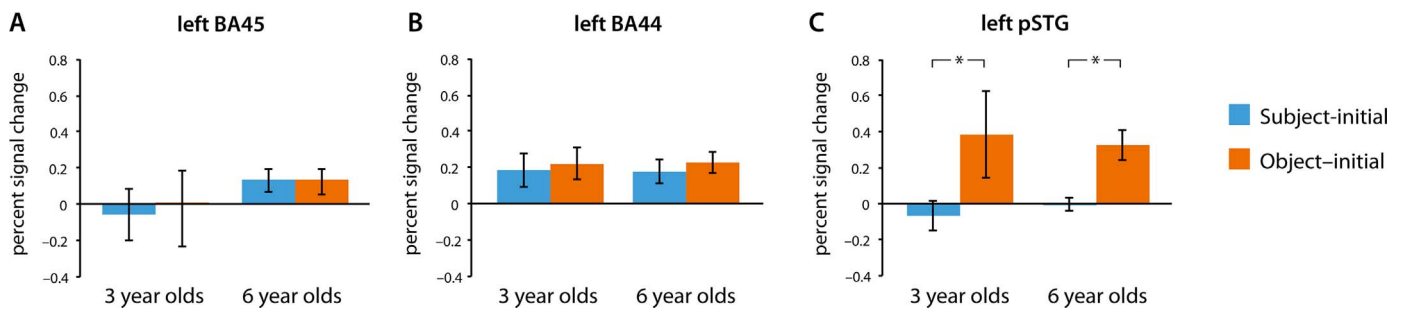 A left BA45
percent signal change
0.8
0.6
0.4
0.2
0
–0.2
–0.4
3 year olds 6 year olds
B left BA44
percent signal change
0.8
0.6
0.4
0.2
0
–0.2
–0.4
3 year olds 6 year olds
C left pSTG
percent signal change
0.8
0.6
0.4
0.2
0
–0.2
–0.4
* *
3 year olds 6 year olds
Subject-initial
Object–initial